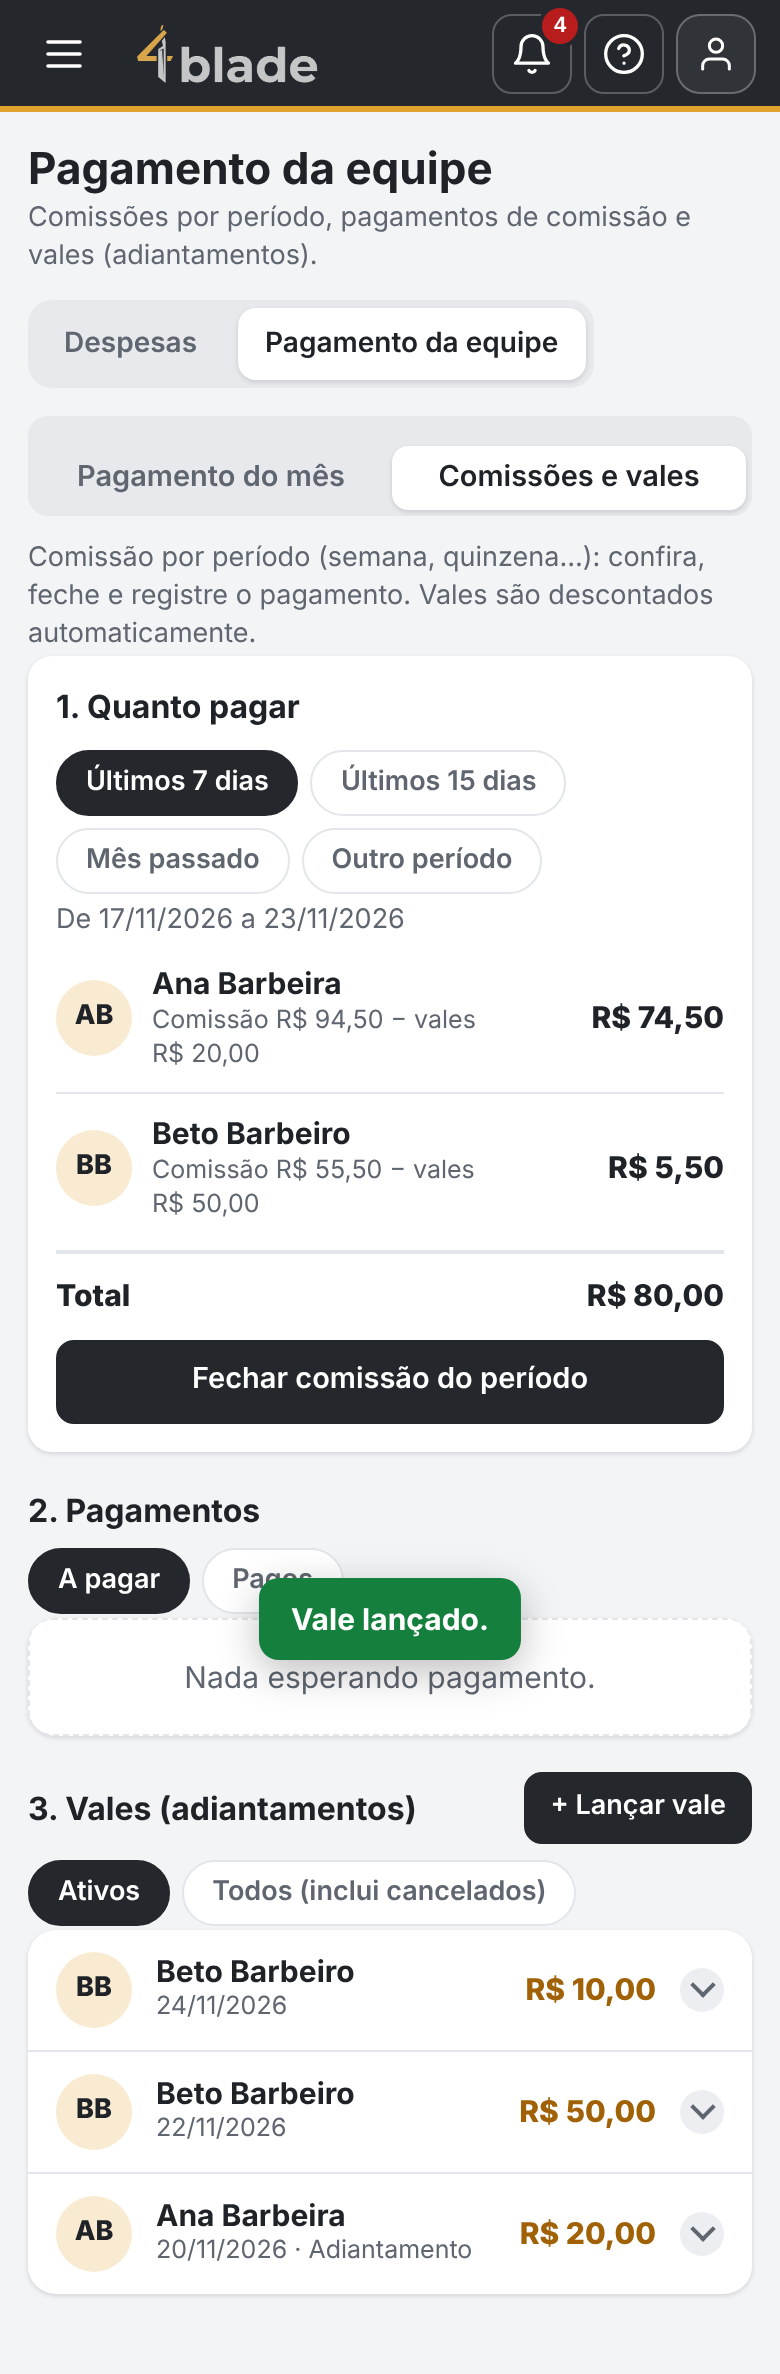 4blade
4
Pagamento da equipe
Comissões por período, pagamentos de comissão e
vales (adiantamentos).
Despesas
Pagamento da equipe
Pagamento do mês
Comissões e vales
Comissão por período (semana, quinzena...): confira,
feche e registre o pagamento. Vales são descontados
automaticamente.
1. Quanto pagar
Últimos 7 dias
Últimos 15 dias
Mês passado
Outro período
De 17/11/2026 a 23/11/2026
AB
Ana Barbeira
Comissão R$ 94,50 − vales
R$ 20,00
R$ 74,50
BB
Beto Barbeiro
Comissão R$ 55,50 − vales
R$ 50,00
R$ 5,50
Total
R$ 80,00
Fechar comissão do período
2. Pagamentos
A pagar
Pagos
Vale lançado.
Nada esperando pagamento.
3. Vales (adiantamentos)
+ Lançar vale
Ativos
Todos (inclui cancelados)
BB
Beto Barbeiro
24/11/2026
R$ 10,00
BB
Beto Barbeiro
22/11/2026
R$ 50,00
AB
Ana Barbeira
20/11/2026 · Adiantamento
R$ 20,00